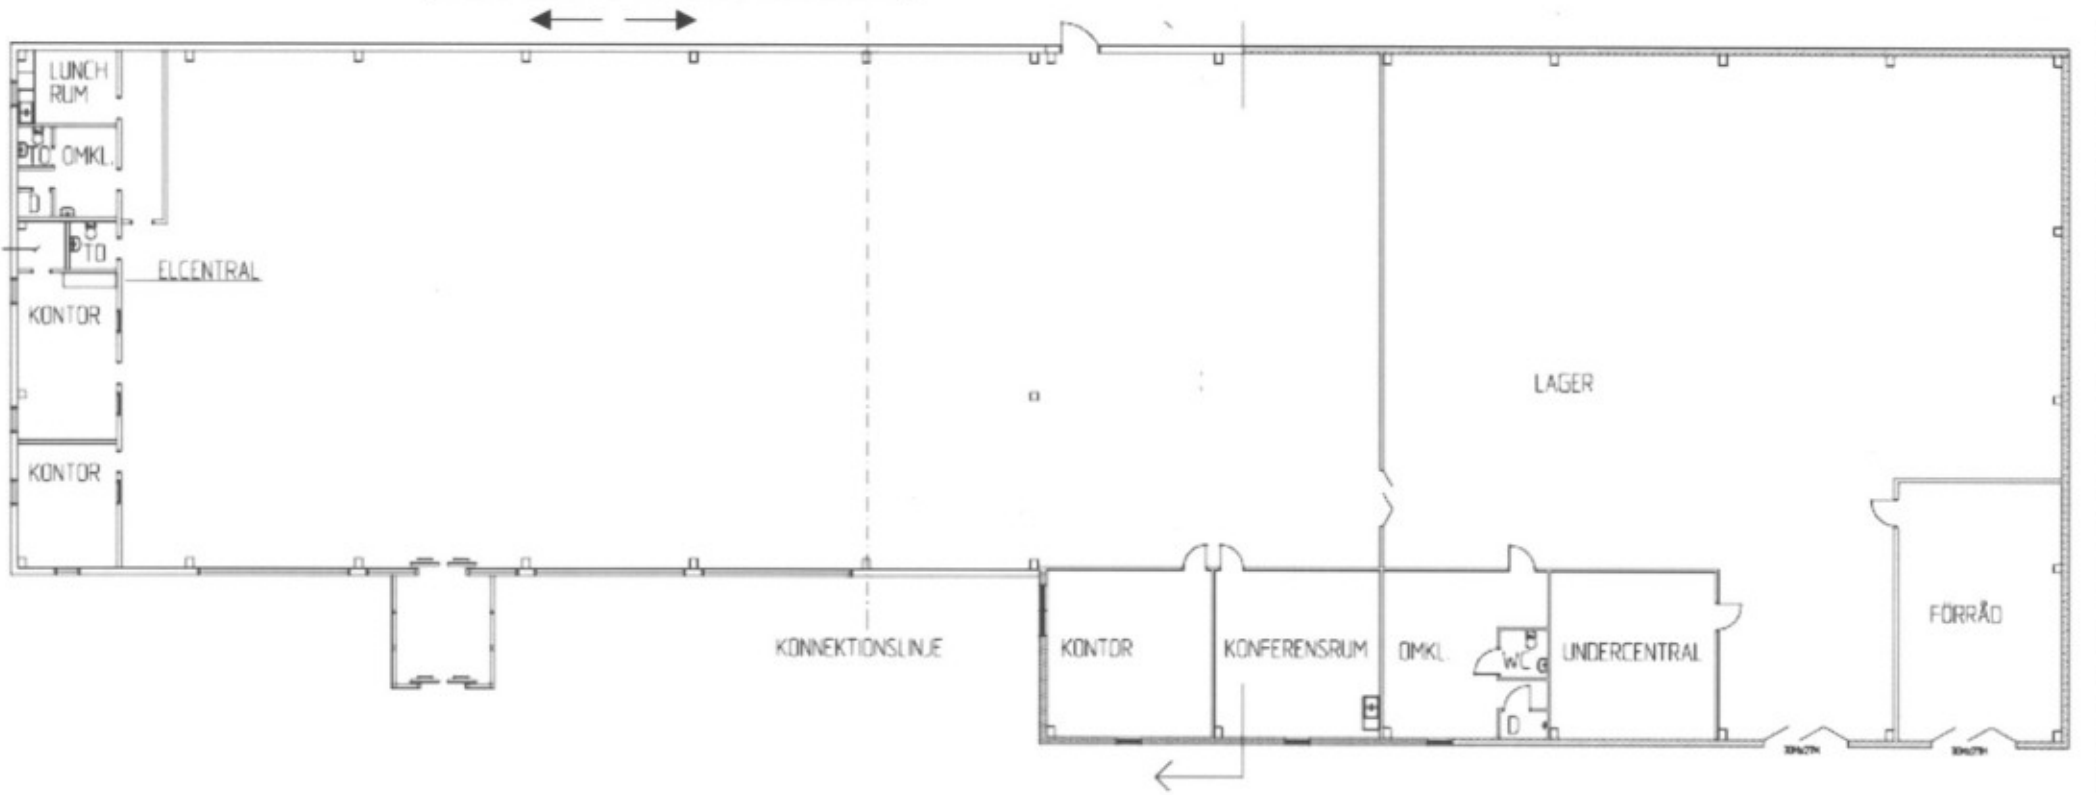 LUNCH
RUM
TO OMKL.
TO
ELCENTRAL
KONTOR
KONTOR
LAGER
FÖRRÅD
KONNEKTIONSLINJE
KONTOR
KONFERENSRUM
OMKL.
WC
UNDERCENTRAL
D